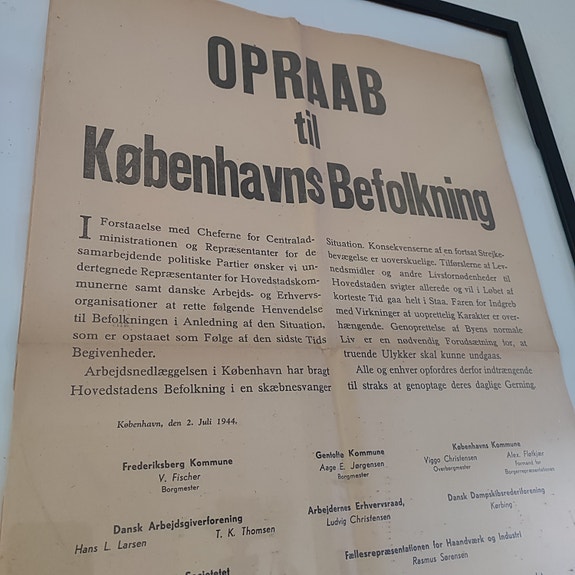 OPRAAB
til
Københavns Befolkning
I Forstaaelse med Cheferne for Centralad-
ministrationen og Repræsentanter for de
samarbejdende politiske Partier ønsker vi un-
dertegnede Repræsentanter for Hovedstadskom-
munerne samt danske Arbejds- og Erhvervs-
organisationer at rette følgende Henvendelse
til Befolkningen i Anledning af den Situation,
som er opstaaet som Følge af den sidste Tids
Begivenheder.
Arbejdsnedlæggelsen i København har bragt
Hovedstadens Befolkning i en skæbnesvanger
Situation. Konsekvenserne af en fortsat Strejke-
bevægelse er uoverskuelige. Tilførslerne af Lev-
nedsmidler og andre Livsfornødenheder til
Hovedstaden svigter allerede og vil i Løbet af
korteste Tid gaa helt i Staa. Faren for Indgreb
med Virkninger af uoprettelig Karakter er over-
hængende. Genoprettelse af Byens normale
Liv er en nødvendig Forudsætning for, at
truende Ulykker skal kunne undgaas.
Alle og enhver opfordres derfor indtrængende
til straks at genoptage deres daglige Gerning.
København, den 2. Juli 1944.
Frederiksberg Kommune
V. Fischer
Borgmester
Gentofte Kommune
Aage E. Jørgensen
Borgmester
Københavns Kommune
Viggo Christensen
Overborgmester
Alex. Fløtkjær
Formand for
Borgerrepræsentationen
Dansk Arbejdsgiverforening
Hans L. Larsen T. K. Thomsen
Arbejdernes Erhvervsraad,
Ludvig Christensen
Dansk Dampskibsrederiforening
Kørbing
Fællesrepræsentationen for Haandværk og Industri
Rasmus Sørensen